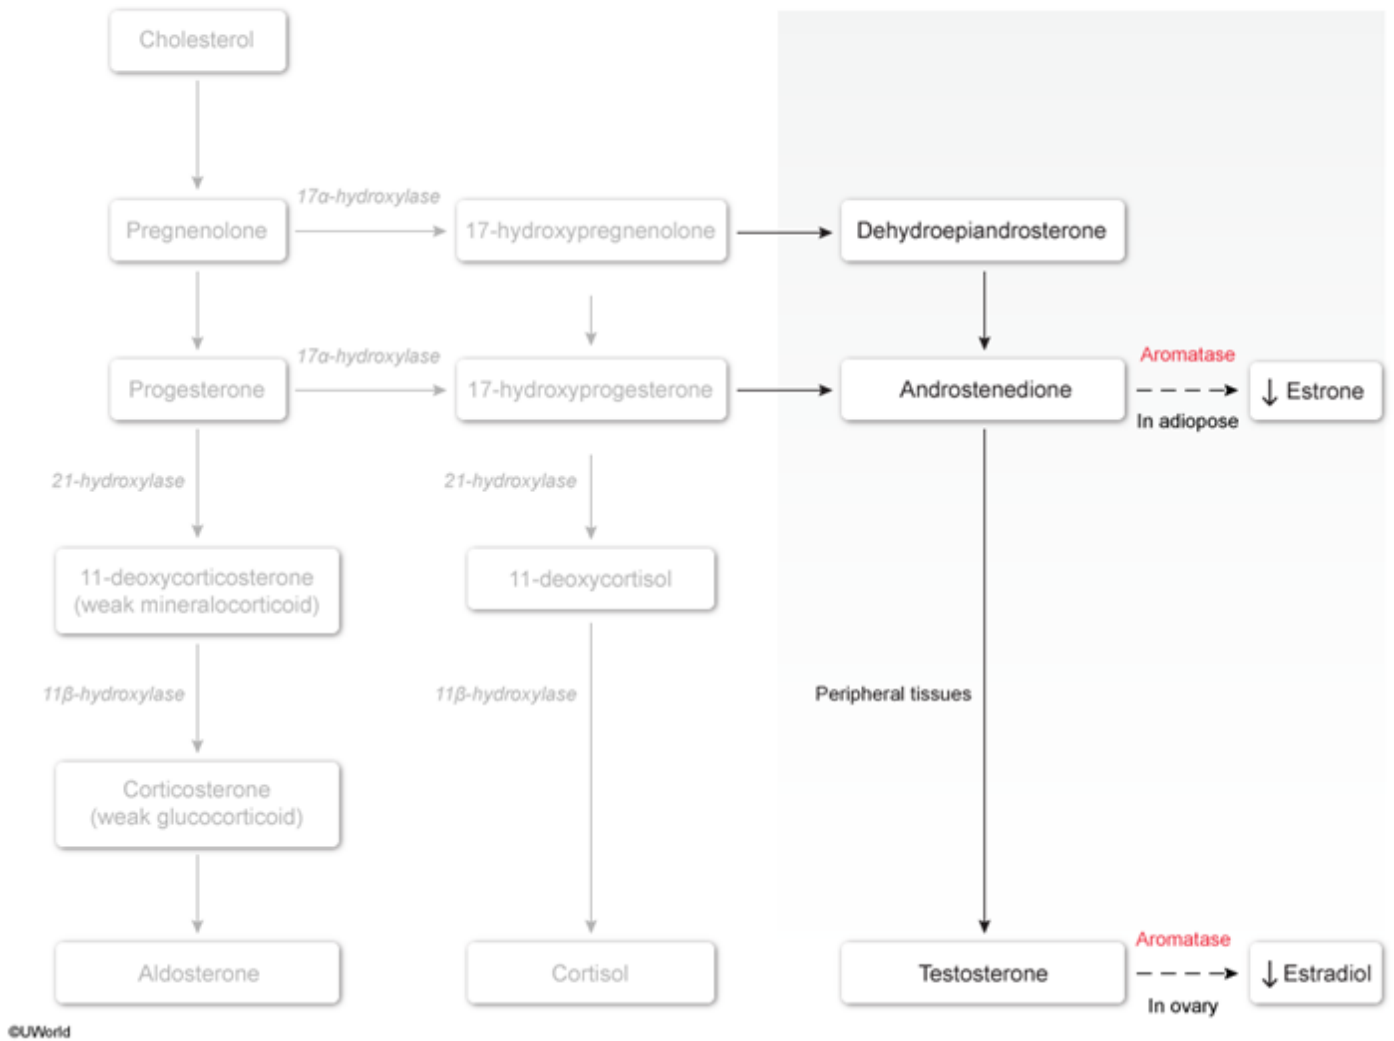 Cholesterol
17α-hydroxylase
Pregnenolone
17-hydroxypregnenolone
Dehydroepiandrosterone
17α-hydroxylase
Aromatase
Progesterone
17-hydroxyprogesterone
Androstenedione
↓ Estrone
In adiopose
21-hydroxylase
21-hydroxylase
11-deoxycorticosterone
(weak mineralocorticoid)
11-deoxycortisol
11β-hydroxylase
11β-hydroxylase
Peripheral tissues
Corticosterone
(weak glucocorticoid)
Aromatase
Aldosterone
Cortisol
Testosterone
↓ Estradiol
In ovary
©UWorld